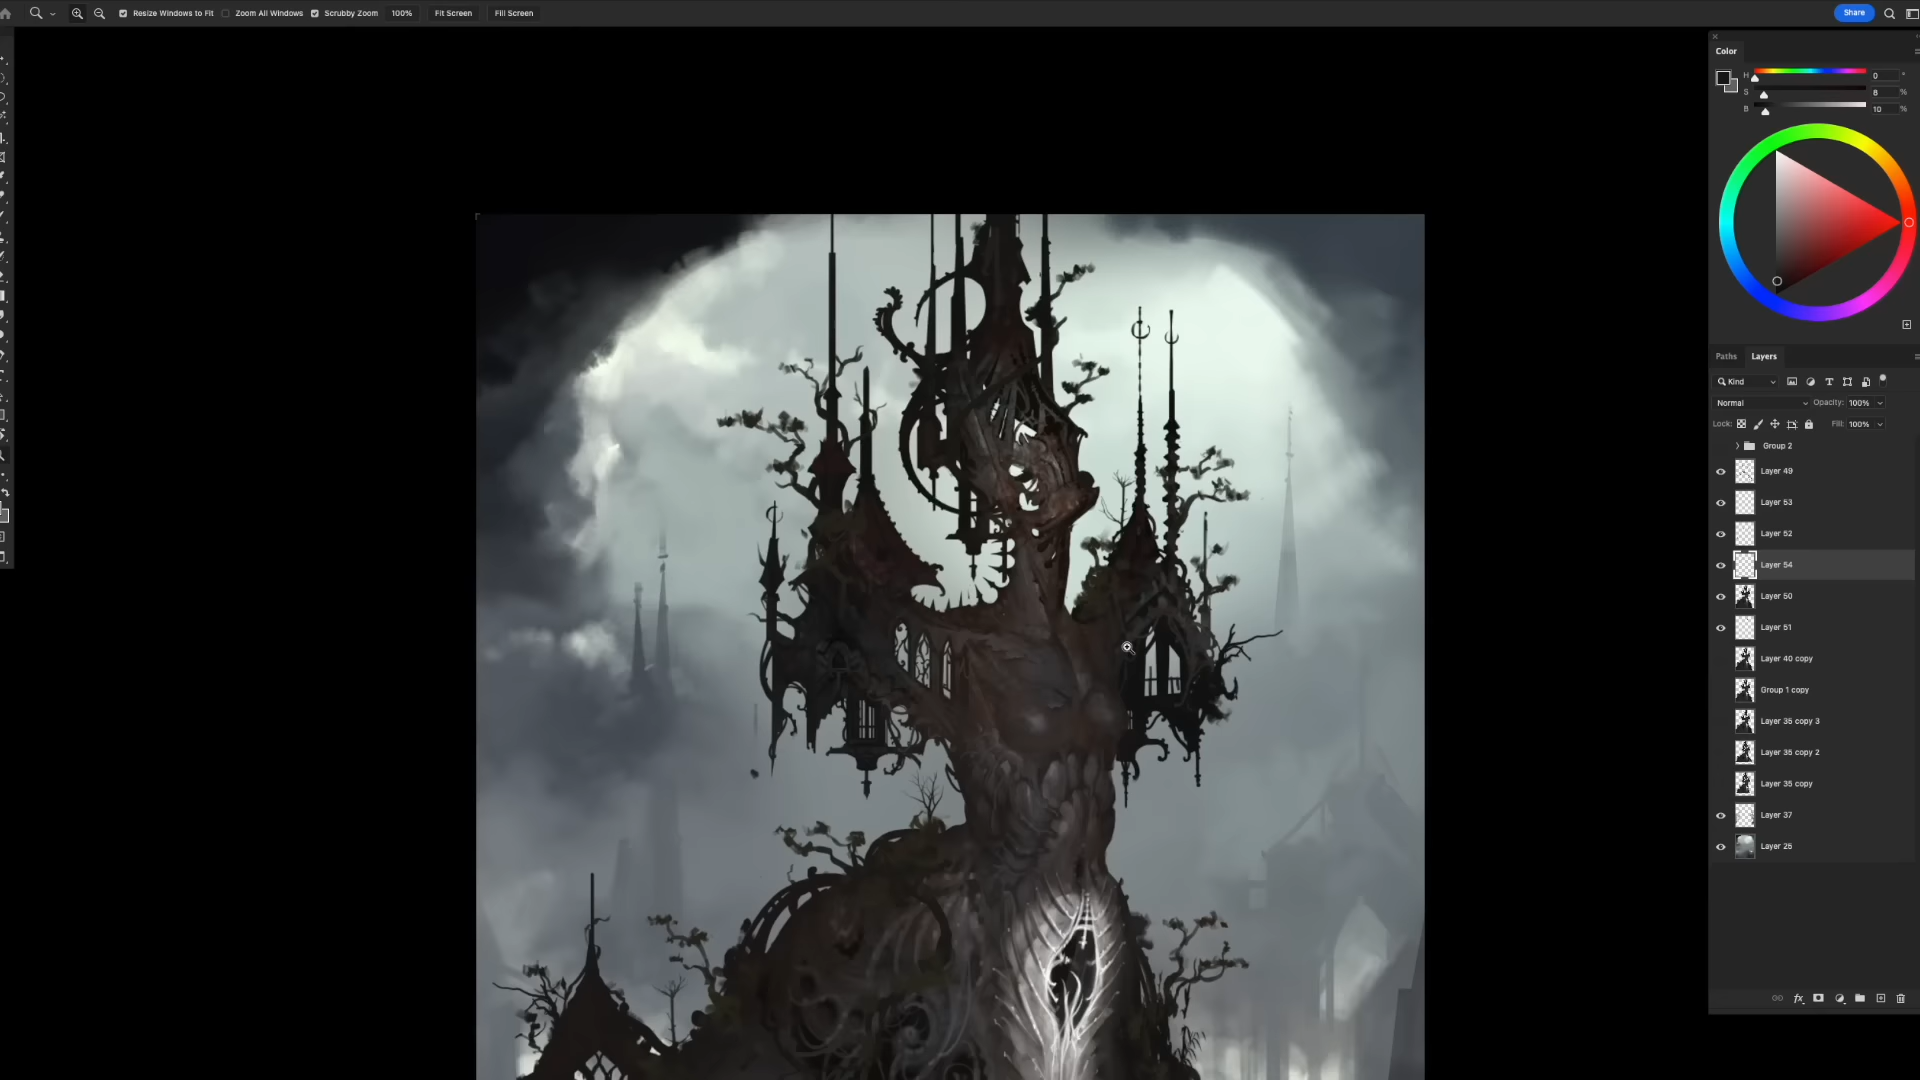 Resize Windows to Fit Zoom All Windows Scrubby Zoom 100% Fit Screen Fill Screen Share
Color
H 0 °
S 8 %
B 10 %
Paths Layers
Kind
Normal Opacity: 100%
Lock: Fill: 100%
Group 2
Layer 49
Layer 53
Layer 52
Layer 54
Layer 50
Layer 51
Layer 40 copy
Group 1 copy
Layer 35 copy 3
Layer 35 copy 2
Layer 35 copy
Layer 37
Layer 25
fx